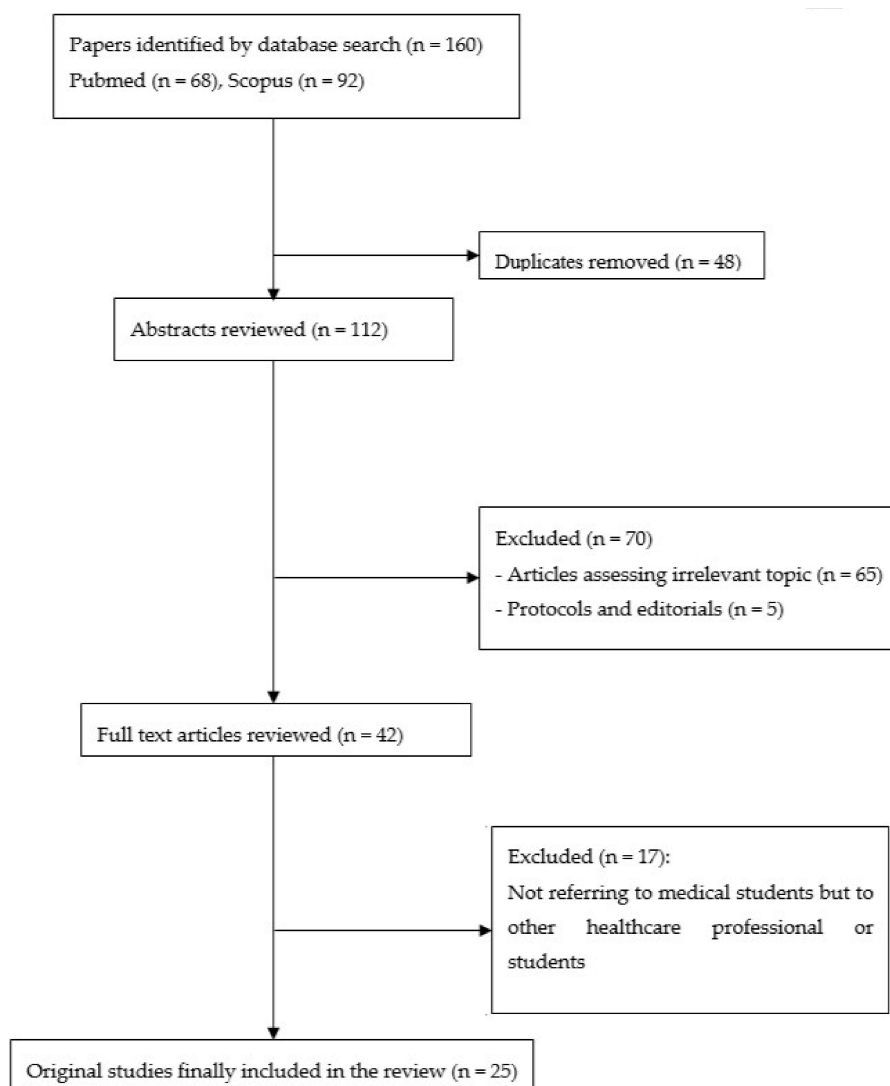 Papers identified by database search (n = 160)
Pubmed (n = 68), Scopus (n = 92)
Duplicates removed (n = 48)
Abstracts reviewed (n = 112)
Excluded (n = 70)
- Articles assessing irrelevant topic (n = 65)
- Protocols and editorials (n = 5)
Full text articles reviewed (n = 42)
Excluded (n = 17):
Not referring to medical students but to
other healthcare professional or
students
Original studies finally included in the review (n = 25)